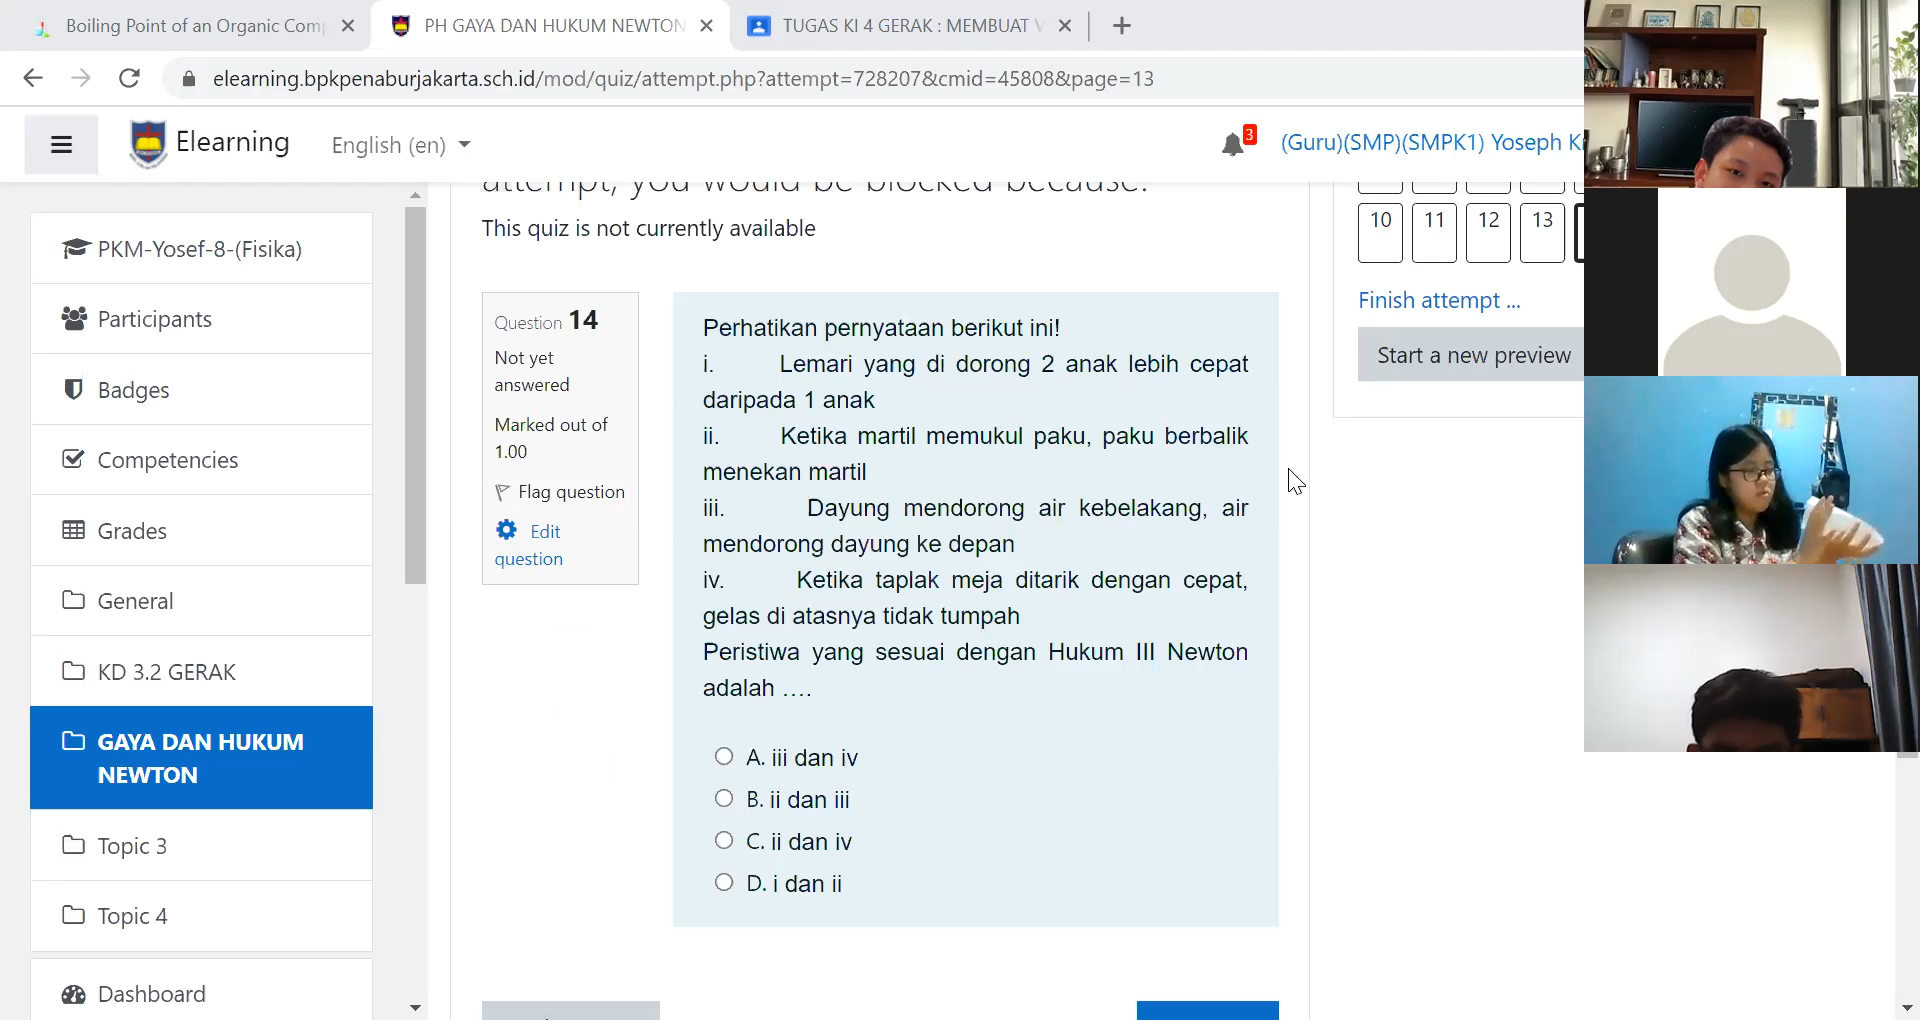 Boiling Point of an Organic Com
PH GAYA DAN HUKUM NEWTON
TUGAS KI 4 GERAK : MEMBUAT V
elearning.bpkpenaburjakarta.sch.id/mod/quiz/attempt.php?attempt=728207&cmid=45808&page=13
Elearning
English (en)
3
(Guru)(SMP)(SMPK1) Yoseph K
PKM-Yosef-8-(Fisika)
Participants
Badges
Competencies
Grades
General
KD 3.2 GERAK
GAYA DAN HUKUM
NEWTON
Topic 3
Topic 4
Dashboard
attempt, you would be blocked because:
This quiz is not currently available
Question 14
Not yet
answered
Marked out of
1.00
Flag question
Edit
question
Perhatikan pernyataan berikut ini!
i. Lemari yang di dorong 2 anak lebih cepat
daripada 1 anak
ii. Ketika martil memukul paku, paku berbalik
menekan martil
iii. Dayung mendorong air kebelakang, air
mendorong dayung ke depan
iv. Ketika taplak meja ditarik dengan cepat,
gelas di atasnya tidak tumpah
Peristiwa yang sesuai dengan Hukum III Newton
adalah ....
A. iii dan iv
B. ii dan iii
C. ii dan iv
D. i dan ii
10 11 12 13
Finish attempt ...
Start a new preview